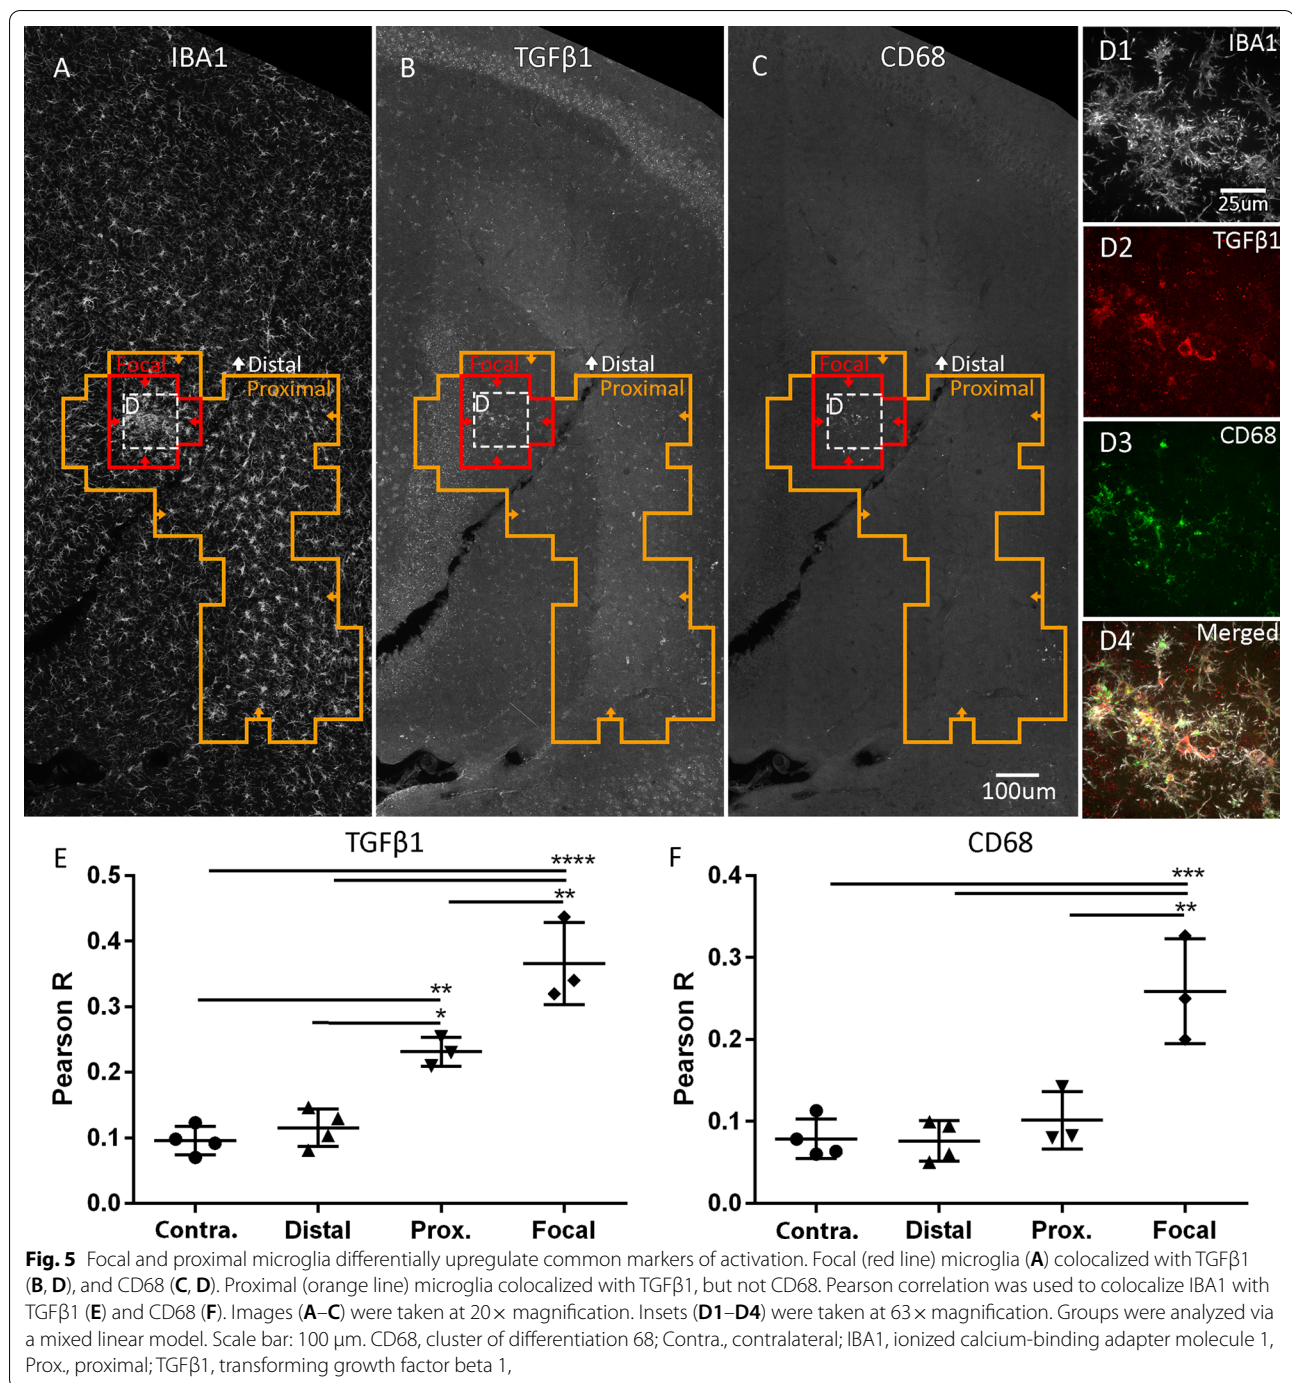 A
IBA1
B
TGFβ1
C
CD68
D1
IBA1
25um
D2
TGFβ1
D3
CD68
D4
Merged
Focal
Distal
Proximal
D
Focal
Distal
Proximal
D
Focal
Distal
Proximal
D
100um
E
TGFβ1
****
**
**
*
Pearson R
0.5
0.4
0.3
0.2
0.1
0.0
Contra.
Distal
Prox.
Focal
F
CD68
***
**
Pearson R
0.4
0.3
0.2
0.1
0.0
Contra.
Distal
Prox.
Focal
Fig. 5 Focal and proximal microglia differentially upregulate common markers of activation. Focal (red line) microglia (A) colocalized with TGFβ1
(B, D), and CD68 (C, D). Proximal (orange line) microglia colocalized with TGFβ1, but not CD68. Pearson correlation was used to colocalize IBA1 with
TGFβ1 (E) and CD68 (F). Images (A–C) were taken at 20× magnification. Insets (D1–D4) were taken at 63× magnification. Groups were analyzed via
a mixed linear model. Scale bar: 100 µm. CD68, cluster of differentiation 68; Contra., contralateral; IBA1, ionized calcium-binding adapter molecule 1,
Prox., proximal; TGFβ1, transforming growth factor beta 1,